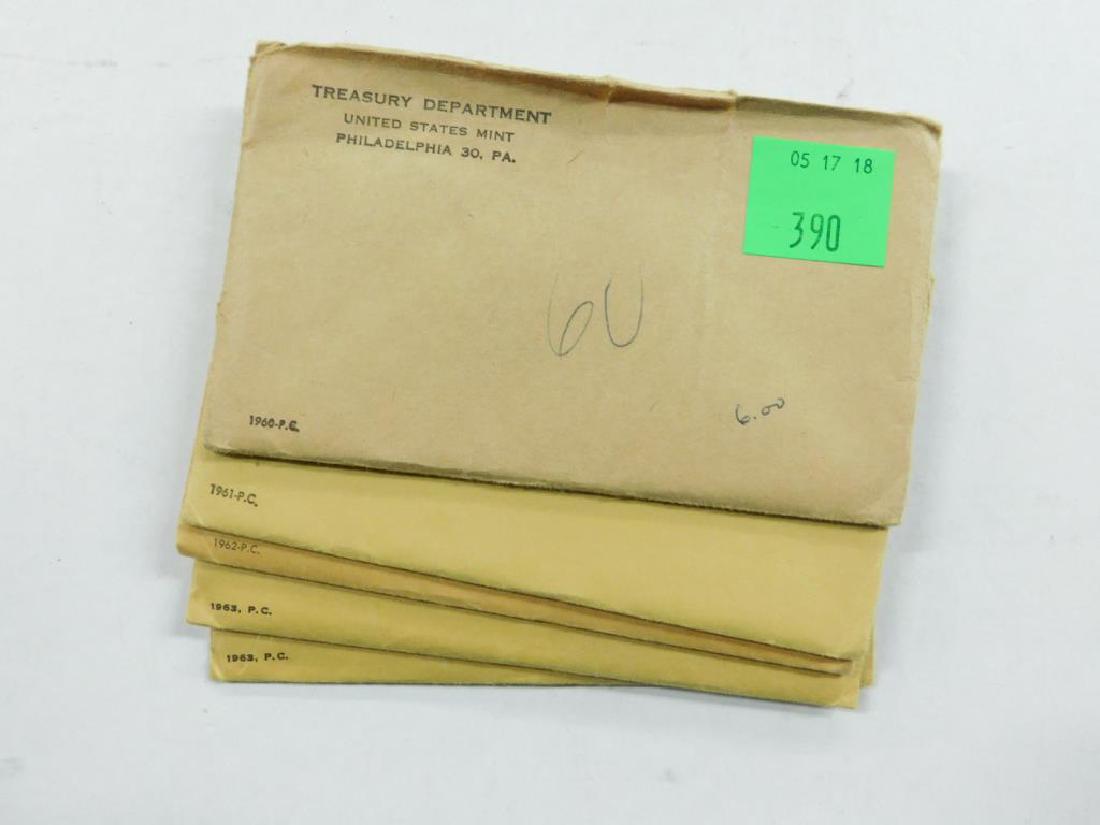 TREASURY DEPARTMENT
UNITED STATES MINT
PHILADELPHIA 30, PA.
05 17 18
390
60
6.00
1960-P.C.
1961-P.C.
1962-P.C.
1963, P.C.
1963, P.C.